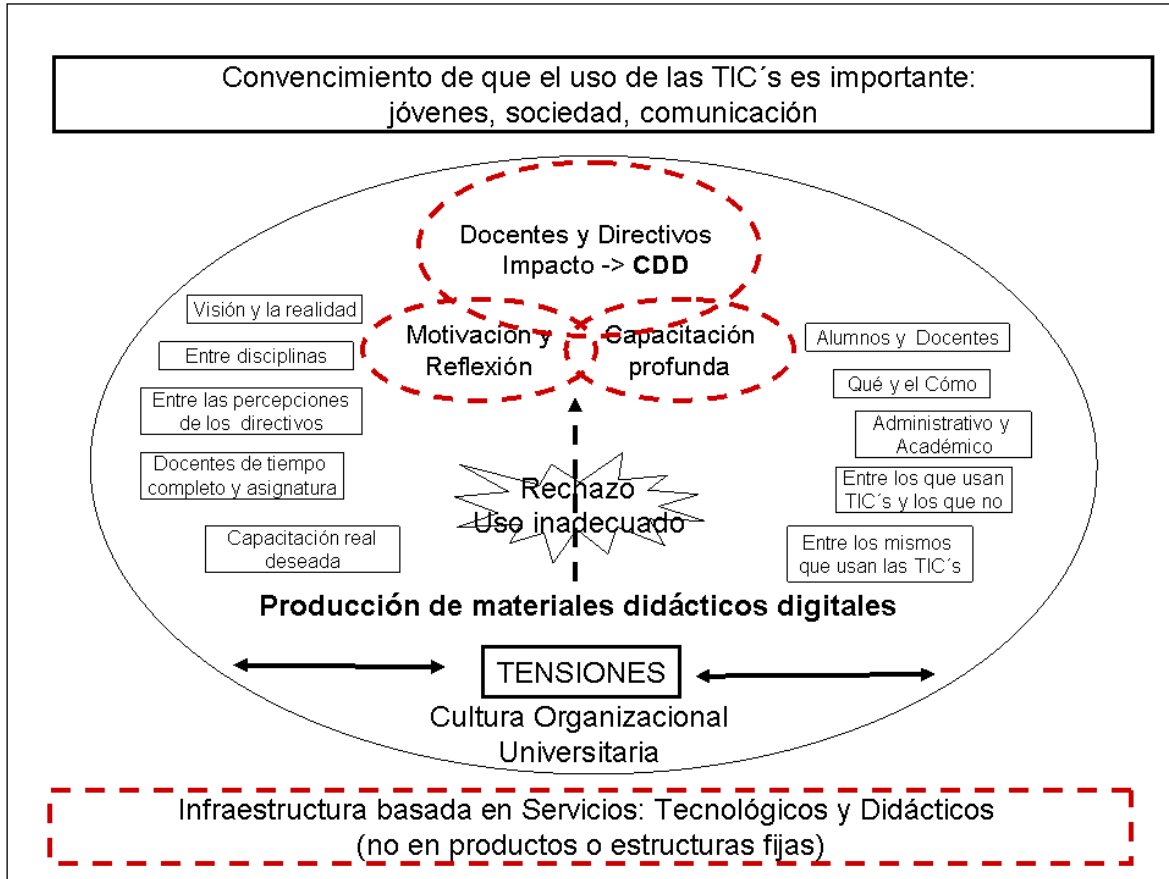 Convencimiento de que el uso de las TIC´s es importante:
jóvenes, sociedad, comunicación
Docentes y Directivos
Impacto -> CDD
Motivación y
Reflexión
Capacitación
profunda
Visión y la realidad
Entre disciplinas
Entre las percepciones
de los directivos
Docentes de tiempo
completo y asignatura
Capacitación real
deseada
Alumnos y Docentes
Qué y el Cómo
Administrativo y
Académico
Entre los que usan
TIC´s y los que no
Entre los mismos
que usan las TIC´s
Rechazo
Uso inadecuado
Producción de materiales didácticos digitales
TENSIONES
Cultura Organizacional
Universitaria
Infraestructura basada en Servicios: Tecnológicos y Didácticos
(no en productos o estructuras fijas)